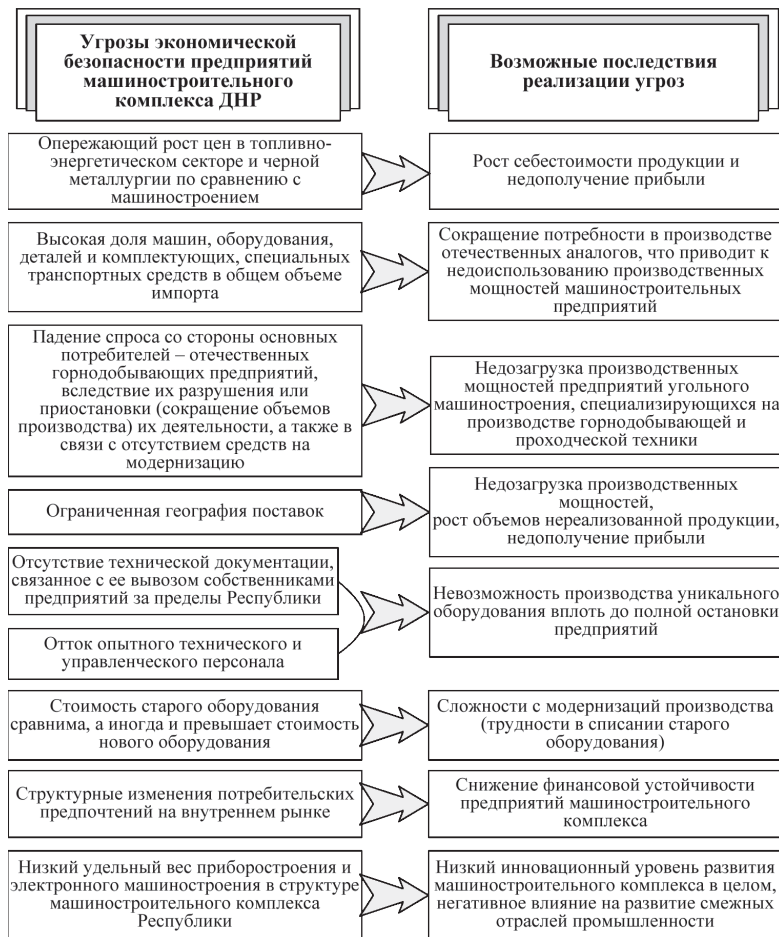 Угрозы экономической
безопасности предприятий
машиностроительного
комплекса ДНР
Возможные последствия
реализации угроз
Опережающий рост цен в топливно-
энергетическом секторе и черной
металлургии по сравнению с
машиностроением
Рост себестоимости продукции и
недополучение прибыли
Высокая доля машин, оборудования,
деталей и комплектующих, специальных
транспортных средств в общем объеме
импорта
Сокращение потребности в производстве
отечественных аналогов, что приводит к
недоиспользованию производственных
мощностей машиностроительных
предприятий
Падение спроса со стороны основных
потребителей – отечественных
горнодобывающих предприятий,
вследствие их разрушения или
приостановки (сокращение объемов
производства) их деятельности, а также в
связи с отсутствием средств на
модернизацию
Недозагрузка производственных
мощностей предприятий угольного
машиностроения, специализирующихся на
производстве горнодобывающей и
проходческой техники
Ограниченная география поставок
Недозагрузка производственных
мощностей,
рост объемов нереализованной продукции,
недополучение прибыли
Отсутствие технической документации,
связанное с ее вывозом собственниками
предприятий за пределы Республики
Отток опытного технического и
управленческого персонала
Невозможность производства уникального
оборудования вплоть до полной остановки
предприятий
Стоимость старого оборудования
сравнима, а иногда и превышает стоимость
нового оборудования
Сложности с модернизаций производства
(трудности в списании старого
оборудования)
Структурные изменения потребительских
предпочтений на внутреннем рынке
Снижение финансовой устойчивости
предприятий машиностроительного
комплекса
Низкий удельный вес приборостроения и
электронного машиностроения в структуре
машиностроительного комплекса
Республики
Низкий инновационный уровень развития
машиностроительного комплекса в целом,
негативное влияние на развитие смежных
отраслей промышленности